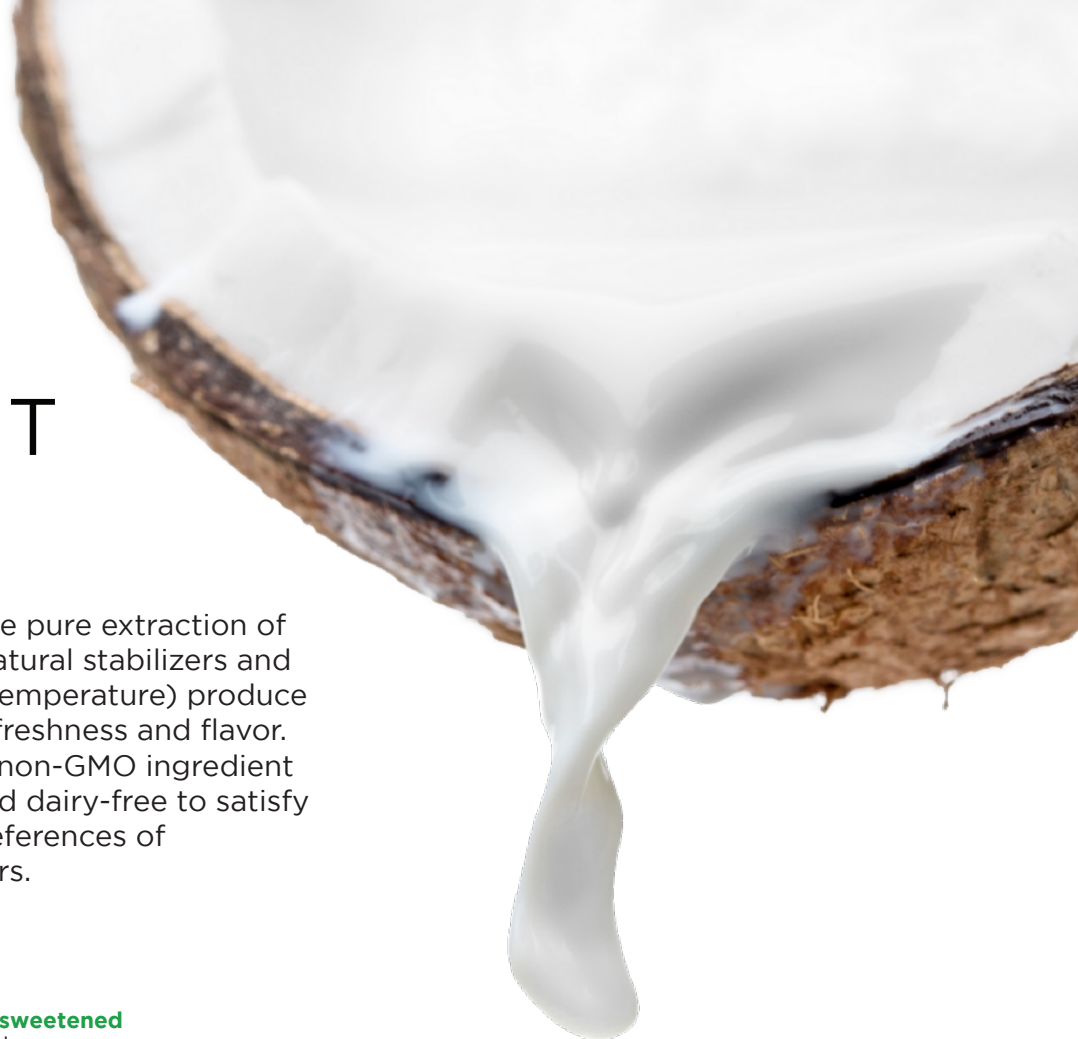 T
e pure extraction of
atural stabilizers and
emperature) produce
freshness and flavor.
non-GMO ingredient
d dairy-free to satisfy
eferences of
rs.
sweetened